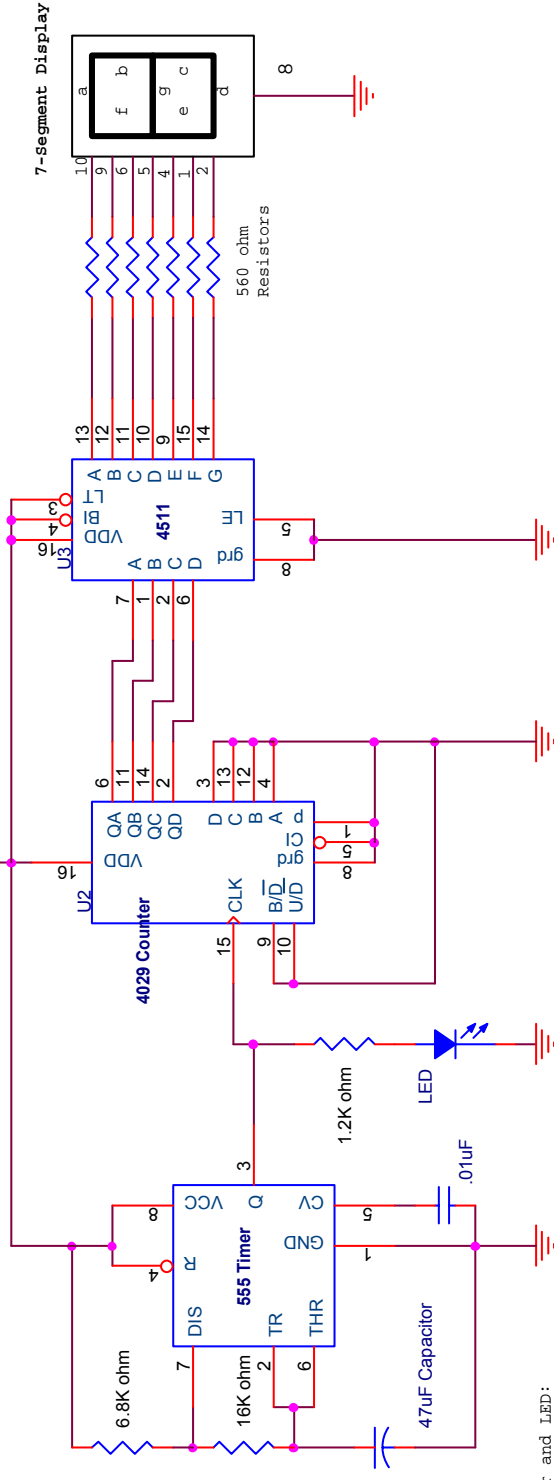 7-Segment Display
a
f
b
g
e
c
d
10
9
6
5
4
1
2
8
560 ohm
Resistors
13
12
11
10
9
15
14
A
B
C
D
E
F
G
LT
BI
VDD
3
4
16
U3
4511
A
B
C
D
7
1
2
6
LE
grd
5
8
6
11
14
2
QA
QB
QC
QD
3
13
12
4
D
C
B
A
VDD
16
U2
4029 Counter
CLK
15
B/D
U/D
9
10
P
CI
grd
1
5
8
1.2K ohm
LED
3
Q
VCC
8
R
4
555 Timer
DIS
7
TR
2
THR
6
CV
5
GND
1
.01uF
6.8K ohm
16K ohm
47uF Capacitor
and LED: